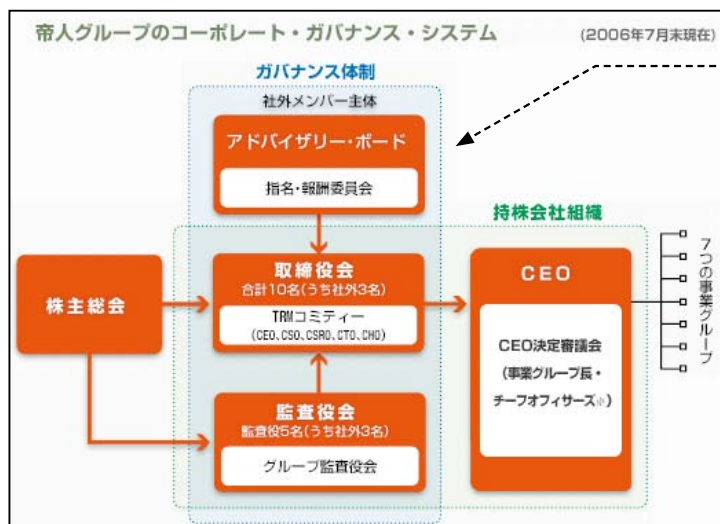 帝人グループのコーポレート・ガバナンス・システム
(2006年7月末現在)
ガバナンス体制
社外メンバー主体
アドバイザリー・ボード
指名・報酬委員会
持株会社組織
株主総会
取締役会
合計10名(うち社外3名)
TRMコミティー
(CEO、CSO、CSRO、CTO、CHO)
監査役会
監査役5名(うち社外3名)
グループ監査役会
CEO
CEO決定審議会
(事業グループ長・
チーフオフィサーズ※)
7つの事業グループ